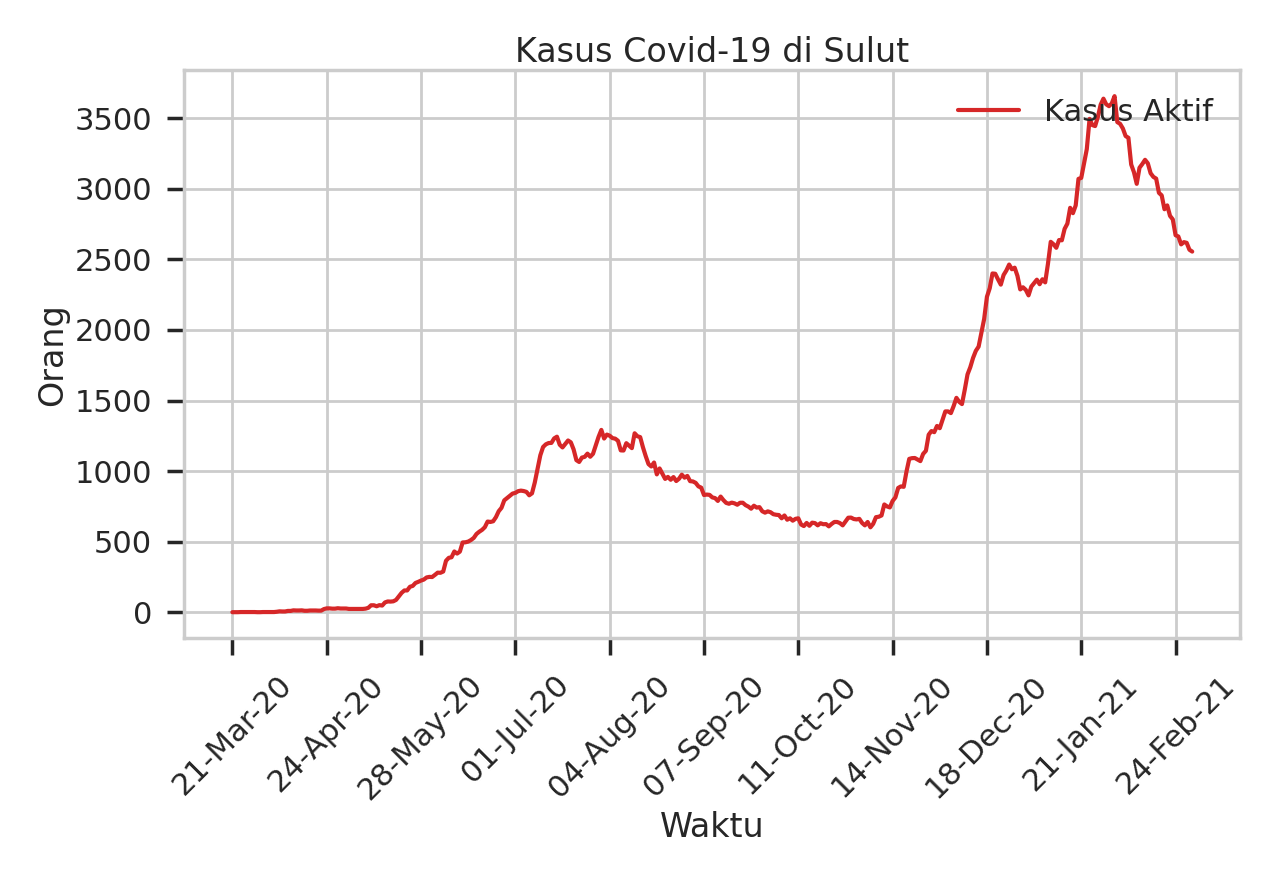 Kasus Covid-19 di Sulut
Kasus Aktif
3500
3000
2500
2000
1500
1000
500
0
Orang
21-Mar-20
24-Apr-20
28-May-20
01-Jul-20
04-Aug-20
07-Sep-20
11-Oct-20
14-Nov-20
18-Dec-20
21-Jan-21
24-Feb-21
Waktu